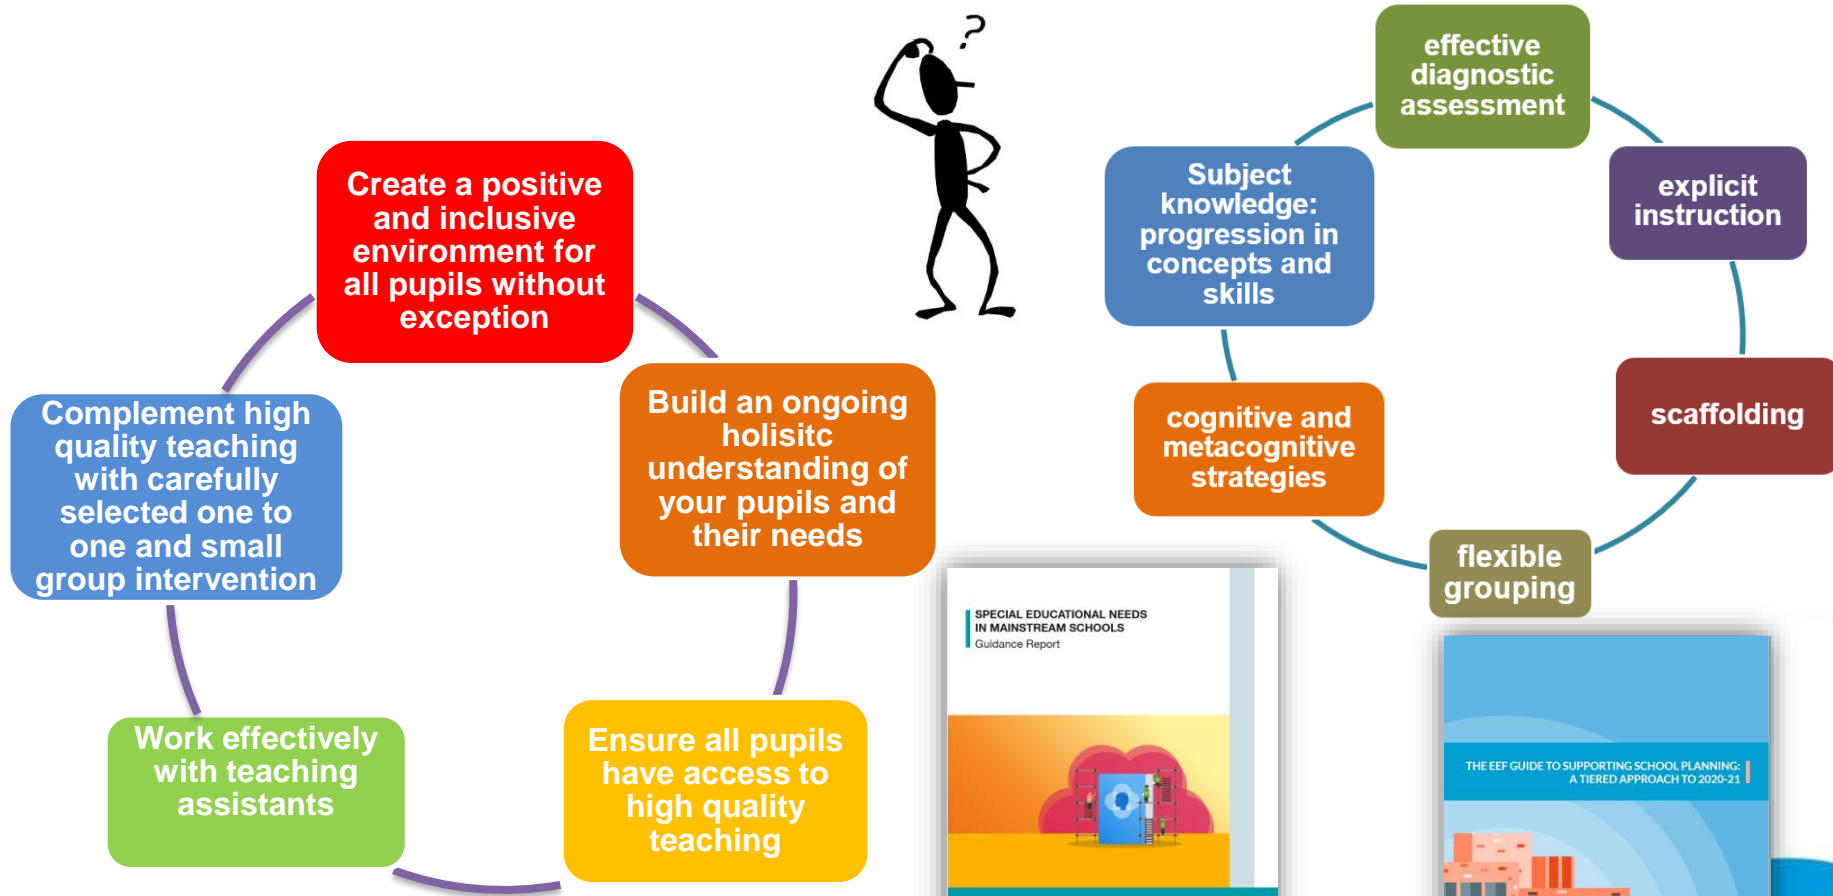 Create a positive
and inclusive
environment for
all pupils without
exception
Build an ongoing
holisitc
understanding of
your pupils and
their needs
Ensure all pupils
have access to
high quality
teaching
Work effectively
with teaching
assistants
Complement high
quality teaching
with carefully
selected one to
one and small
group intervention
?
effective
diagnostic
assessment
explicit
instruction
scaffolding
flexible
grouping
cognitive and
metacognitive
strategies
Subject
knowledge:
progression in
concepts and
skills
SPECIAL EDUCATIONAL NEEDS
IN MAINSTREAM SCHOOLS
Guidance Report
THE EEF GUIDE TO SUPPORTING SCHOOL PLANNING:
A TIERED APPROACH TO 2020-21